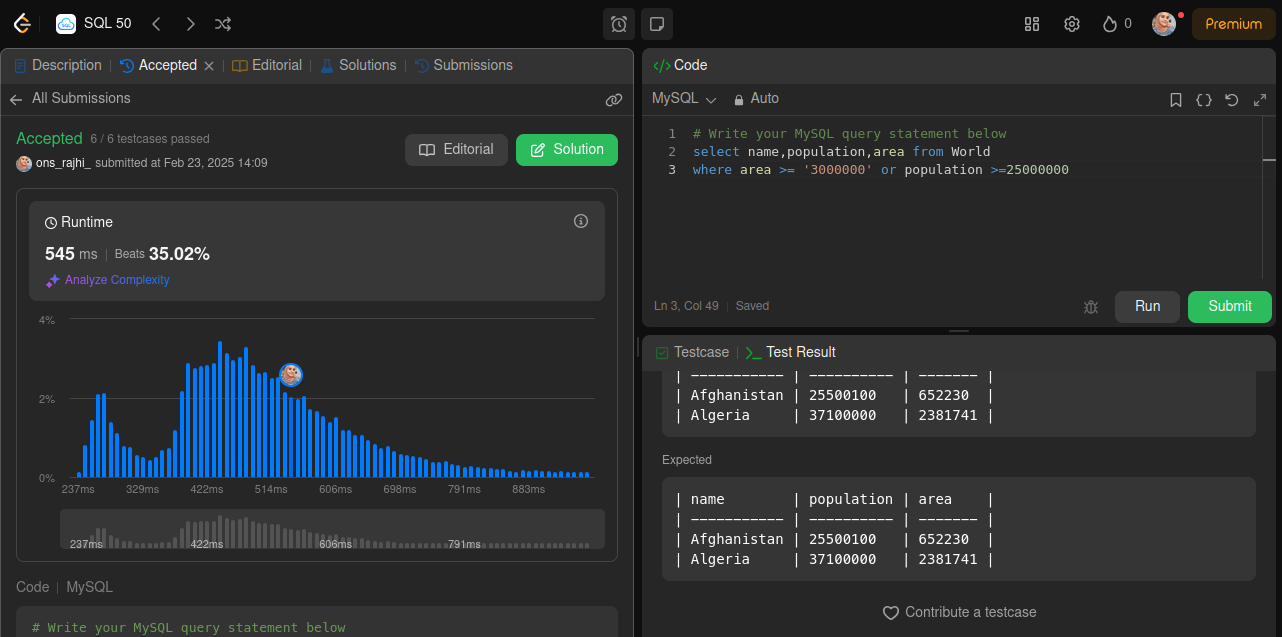 SQL 50
0
Premium
Description | Accepted | Editorial | Solutions | Submissions
All Submissions
Accepted 6 / 6 testcases passed
ons_rajhi_ submitted at Feb 23, 2025 14:09
Editorial
Solution
Runtime
545 ms | Beats 35.02%
Analyze Complexity
4%
2%
0%
237ms 329ms 422ms 514ms 606ms 698ms 791ms 883ms
237ms 422ms 606ms 791ms
Code | MySQL
# Write your MySQL query statement below
</> Code
MySQL Auto
1 # Write your MySQL query statement below
2 select name,population,area from World
3 where area >= '3000000' or population >=25000000
Ln 3, Col 49 | Saved
Run
Submit
Testcase | >_ Test Result
| ----------- | ---------- | ------- |
| Afghanistan | 25500100 | 652230 |
| Algeria | 37100000 | 2381741 |
Expected
| name | population | area |
| ----------- | ---------- | ------- |
| Afghanistan | 25500100 | 652230 |
| Algeria | 37100000 | 2381741 |
Contribute a testcase